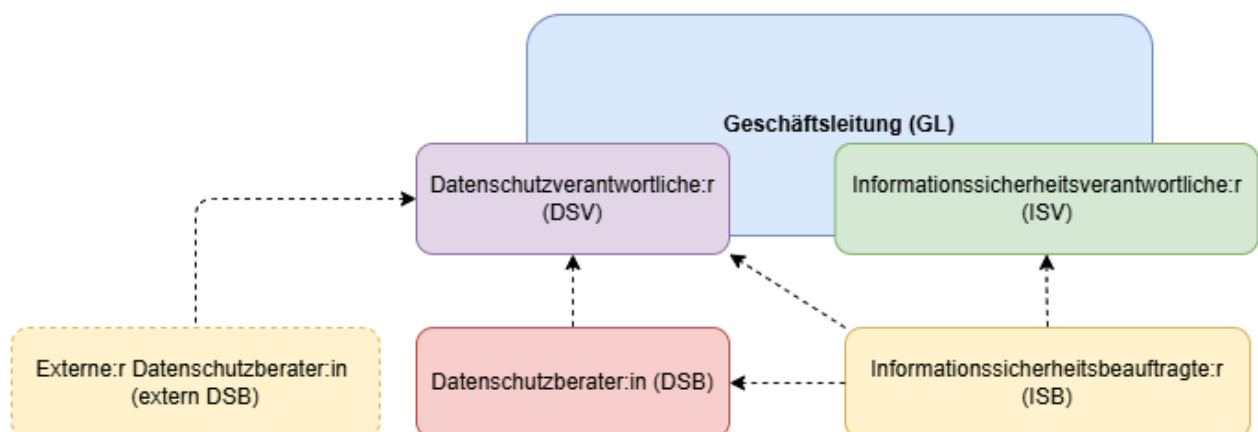 Geschäftsleitung (GL)
Datenschutzverantwortliche:r
(DSV)
Informationssicherheitsverantwortliche:r
(ISV)
Externe:r Datenschutzberater:in
(extern DSB)
Datenschutzberater:in (DSB)
Informationssicherheitsbeauftragte:r
(ISB)